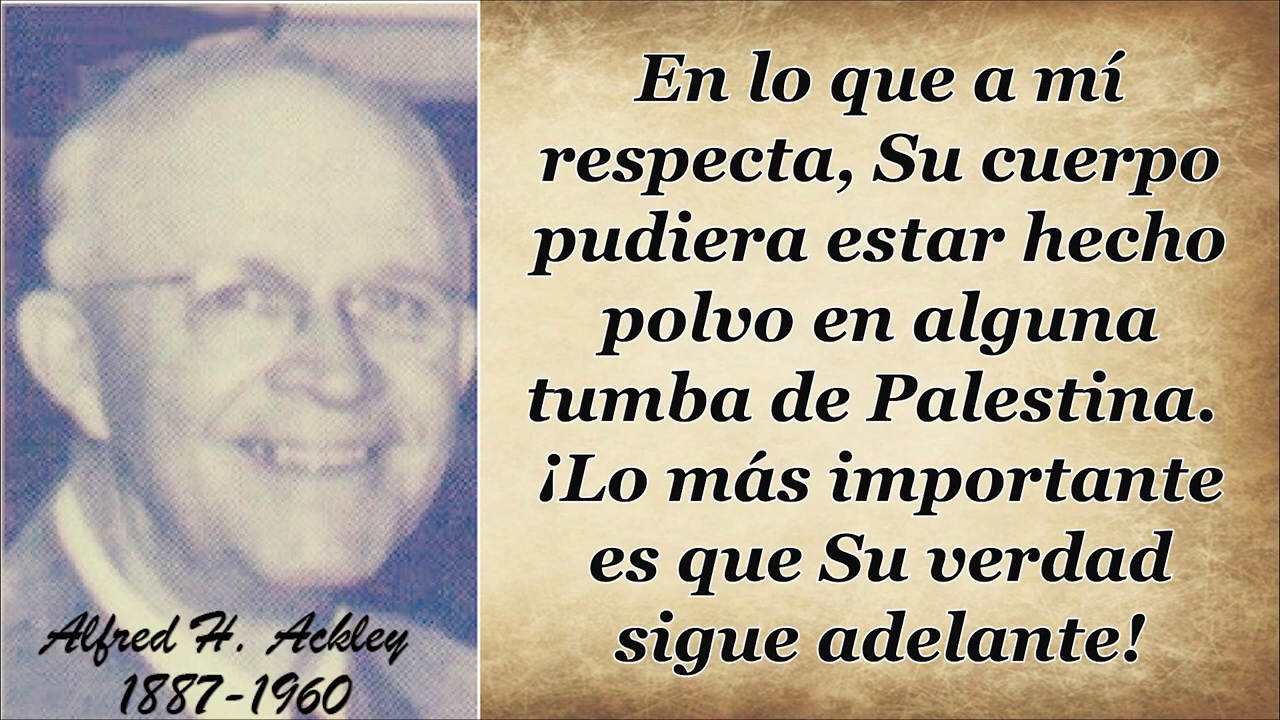 En lo que a mí
respecta, Su cuerpo
pudiera estar hecho
polvo en alguna
tumba de Palestina.
¡Lo más importante
es que Su verdad
sigue adelante!
Alfred H. Ackley
1887-1960